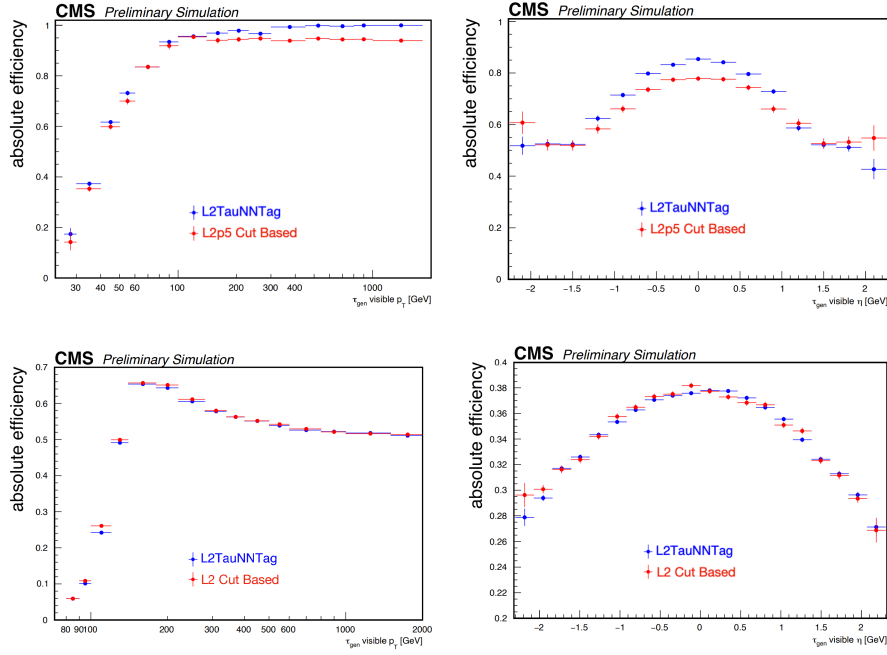 CMS Preliminary Simulation
absolute efficiency
1
0.8
0.6
0.4
0.2
0
L2TauNNTag
L2p5 Cut Based
30 40 50 60 100 200 300 400 1000
τgen visible pT [GeV]
CMS Preliminary Simulation
absolute efficiency
1
0.8
0.6
0.4
0.2
0
L2TauNNTag
L2p5 Cut Based
−2 −1.5 −1 −0.5 0 0.5 1 1.5 2
τgen visible η [GeV]
CMS Preliminary Simulation
absolute efficiency
0.7
0.6
0.5
0.4
0.3
0.2
0.1
0
L2TauNNTag
L2 Cut Based
80 90100 200 300 400 500 600 1000 2000
τgen visible pT [GeV]
CMS Preliminary Simulation
absolute efficiency
0.4
0.38
0.36
0.34
0.32
0.3
0.28
0.26
0.24
0.22
0.2
L2TauNNTag
L2 Cut Based
−2 −1.5 −1 −0.5 0 0.5 1 1.5 2
τgen visible η [GeV]